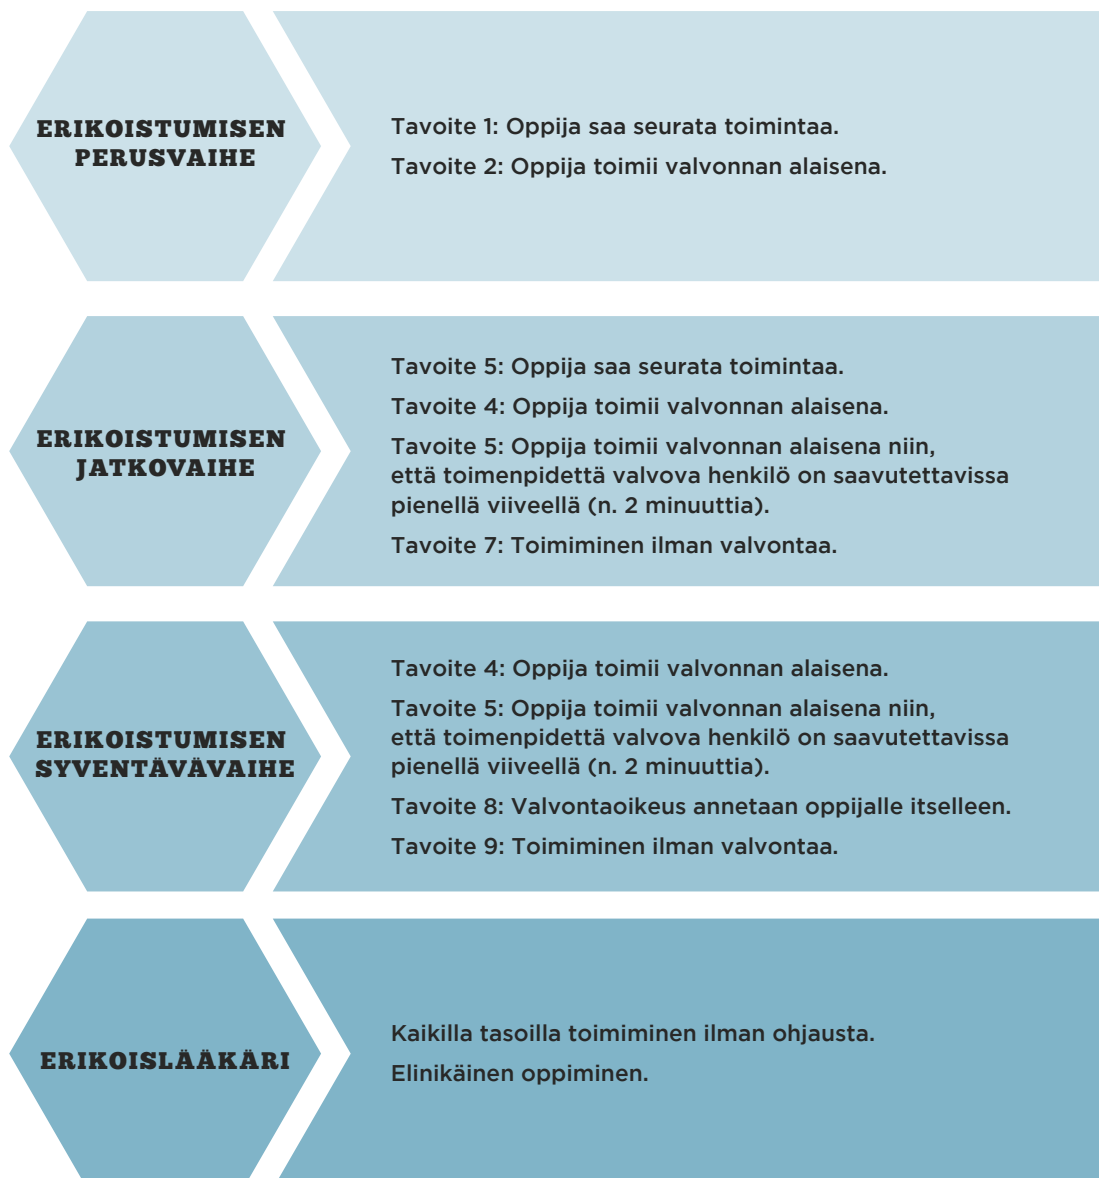 ERIKOISTUMISEN
PERUSVAIHE
Tavoite 1: Oppija saa seurata toimintaa.
Tavoite 2: Oppija toimii valvonnan alaisena.
ERIKOISTUMISEN
JATKOVAIHE
Tavoite 5: Oppija saa seurata toimintaa.
Tavoite 4: Oppija toimii valvonnan alaisena.
Tavoite 5: Oppija toimii valvonnan alaisena niin,
että toimenpidettä valvova henkilö on saavutettavissa
pienellä viiveellä (n. 2 minuuttia).
Tavoite 7: Toimiminen ilman valvontaa.
ERIKOISTUMISEN
SYVENTÄVÄVAIHE
Tavoite 4: Oppija toimii valvonnan alaisena.
Tavoite 5: Oppija toimii valvonnan alaisena niin,
että toimenpidettä valvova henkilö on saavutettavissa
pienellä viiveellä (n. 2 minuuttia).
Tavoite 8: Valvontaoikeus annetaan oppijalle itselleen.
Tavoite 9: Toimiminen ilman valvontaa.
ERIKOISLÄÄKÄRI
Kaikilla tasoilla toimiminen ilman ohjausta.
Elinikäinen oppiminen.